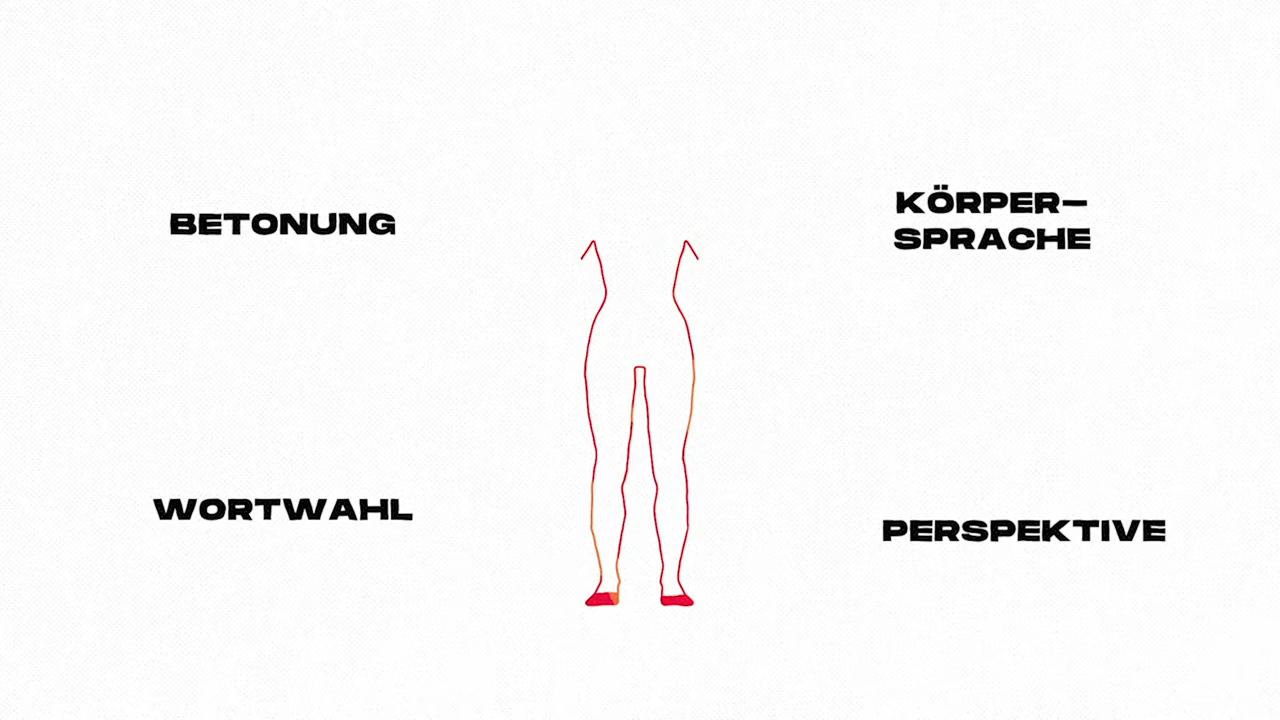 BETONUNG
KÖRPER–
SPRACHE
WORTWAHL
PERSPEKTIVE